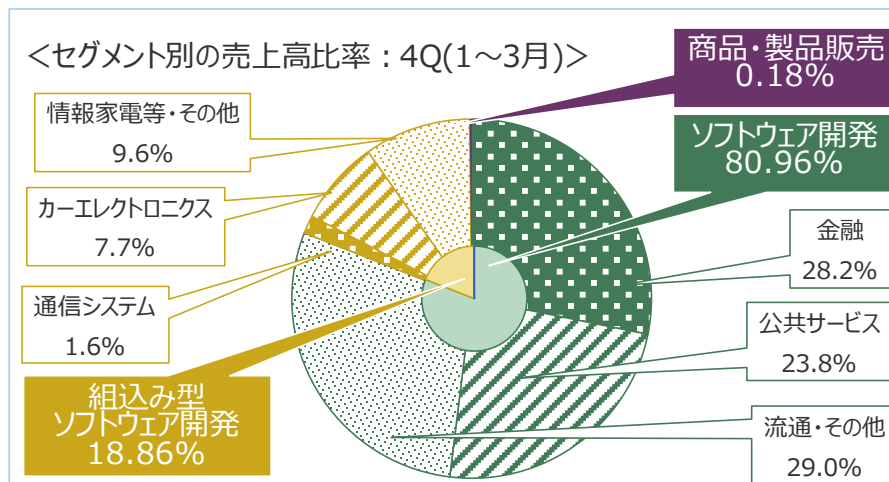 ＜セグメント別の売上高比率：4Q(1～3月)＞
商品・製品販売
0.18%
ソフトウェア開発
80.96%
金融
28.2%
公共サービス
23.8%
流通・その他
29.0%
情報家電等・その他
9.6%
カーエレクトロニクス
7.7%
通信システム
1.6%
組込み型
ソフトウェア開発
18.86%